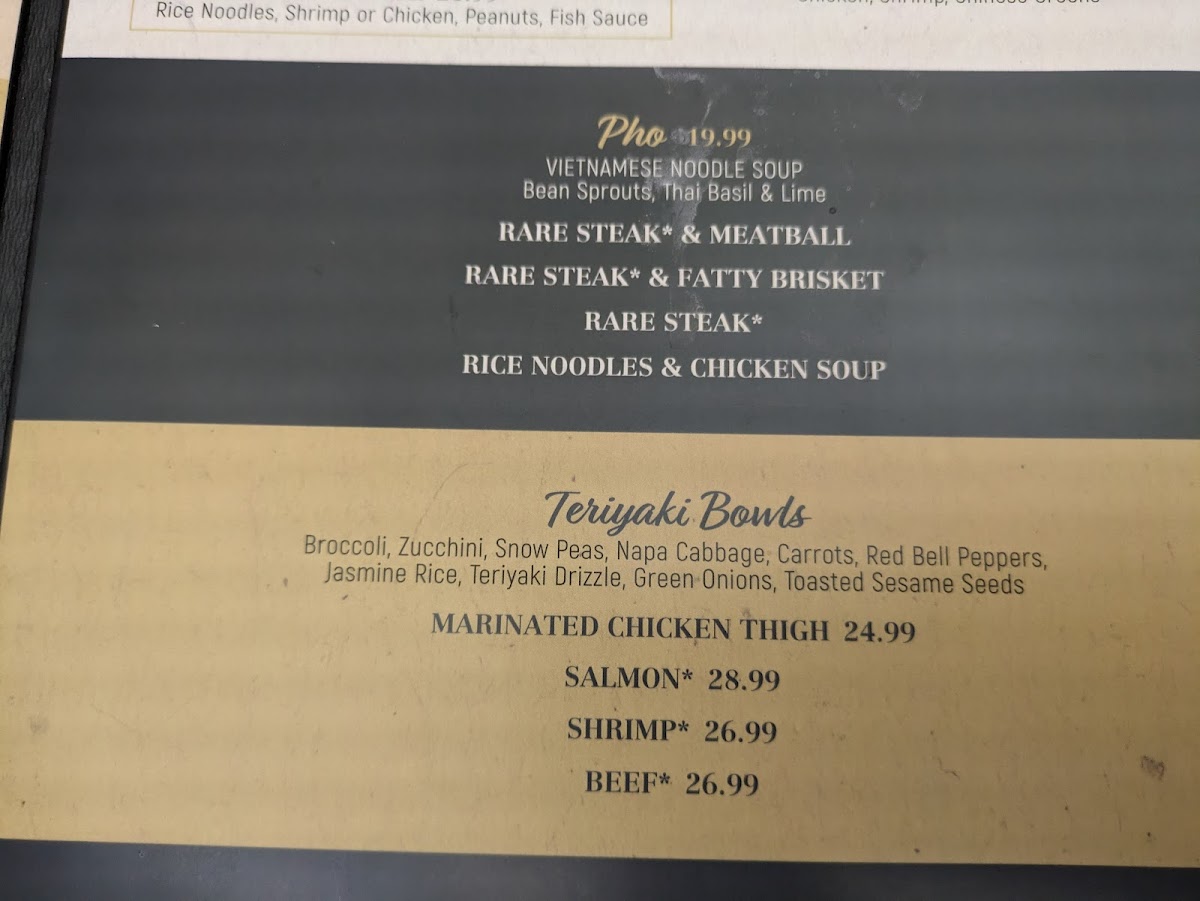 Rice Noodles, Shrimp or Chicken, Peanuts, Fish Sauce
Pho 19.99
VIETNAMESE NOODLE SOUP
Bean Sprouts, Thai Basil & Lime
RARE STEAK* & MEATBALL
RARE STEAK* & FATTY BRISKET
RARE STEAK*
RICE NOODLES & CHICKEN SOUP
Teriyaki Bowls
Broccoli, Zucchini, Snow Peas, Napa Cabbage, Carrots, Red Bell Peppers,
Jasmine Rice, Teriyaki Drizzle, Green Onions, Toasted Sesame Seeds
MARINATED CHICKEN THIGH 24.99
SALMON* 28.99
SHRIMP* 26.99
BEEF* 26.99